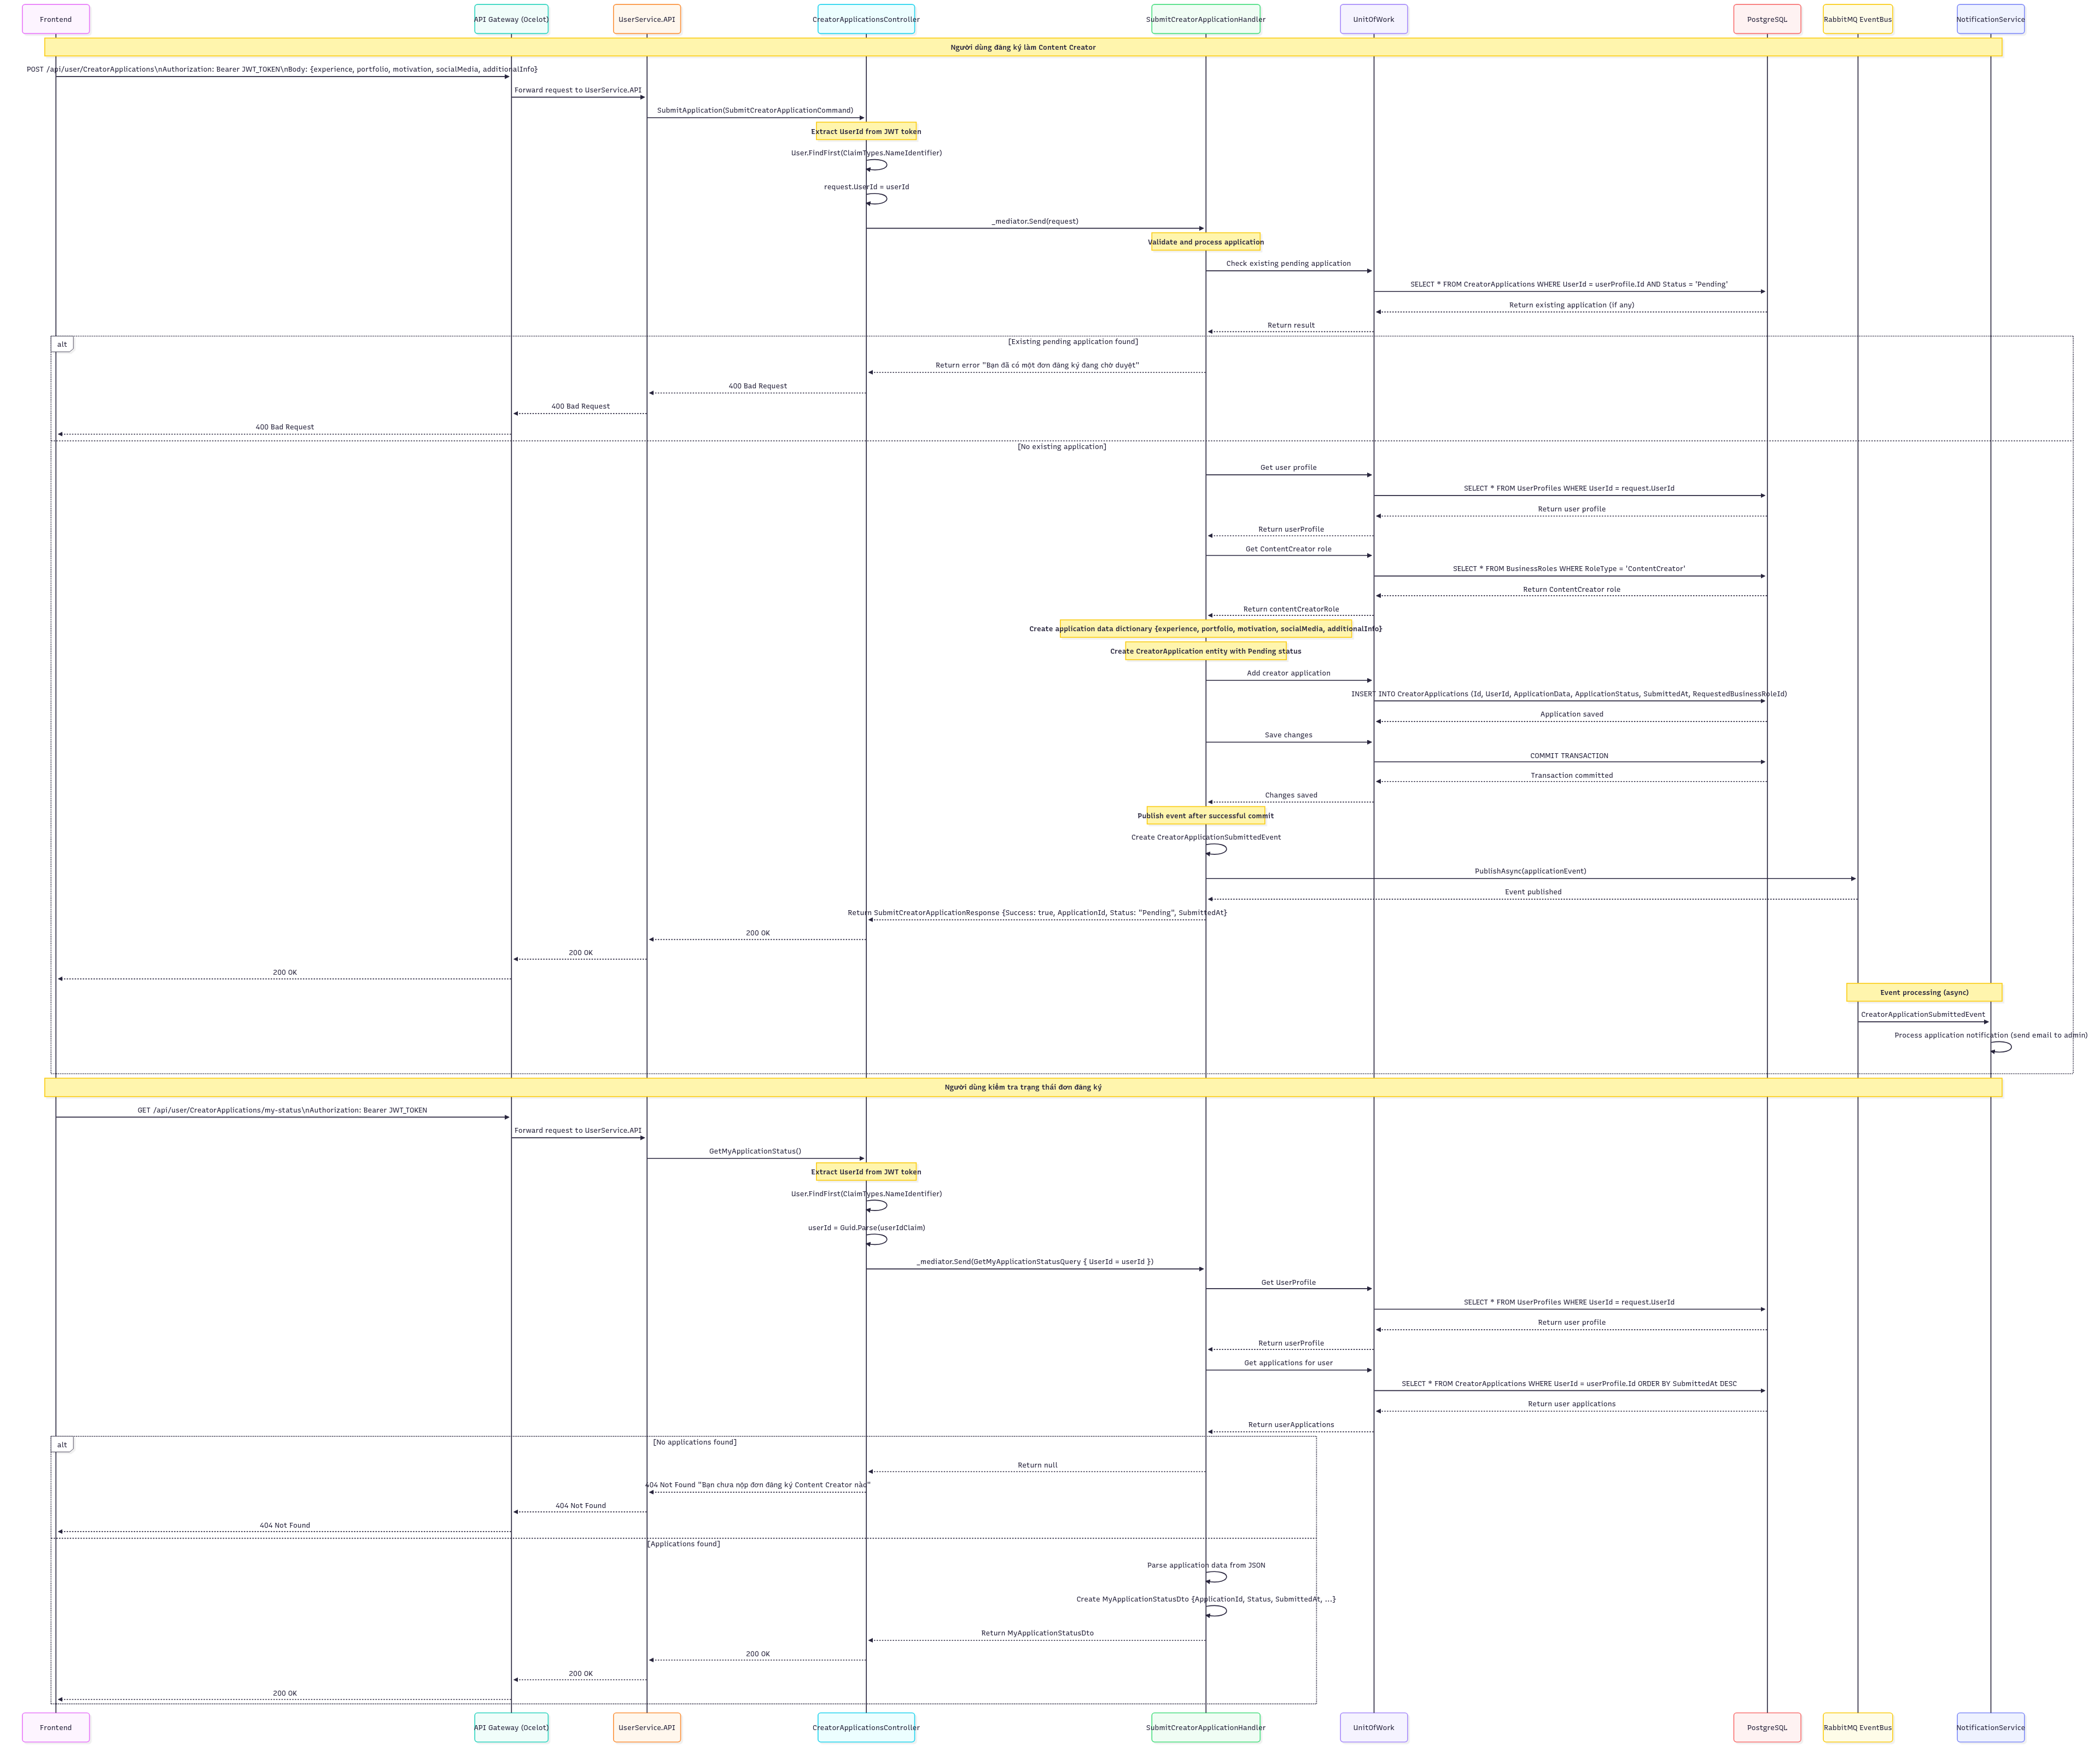 Frontend
API Gateway (Ocelot)
UserService.API
CreatorApplicationsController
SubmitCreatorApplicationHandler
UnitOfWork
PostgreSQL
RabbitMQ EventBus
NotificationService
Người dùng đăng ký làm Content Creator
POST /api/user/CreatorApplications\nAuthorization: Bearer JWT_TOKEN\nBody: {experience, portfolio, motivation, socialMedia, additionalInfo}
Forward request to UserService.API
SubmitApplication(SubmitCreatorApplicationCommand)
Extract UserId from JWT token
User.FindFirst(ClaimTypes.NameIdentifier)
request.UserId = userId
_mediator.Send(request)
Validate and process application
Check existing pending application
SELECT * FROM CreatorApplications WHERE UserId = userProfile.Id AND Status = 'Pending'
Return existing application (if any)
Return result
alt
[Existing pending application found]
Return error "Bạn đã có một đơn đăng ký đang chờ duyệt"
400 Bad Request
400 Bad Request
400 Bad Request
[No existing application]
Get user profile
SELECT * FROM UserProfiles WHERE UserId = request.UserId
Return user profile
Return userProfile
Get ContentCreator role
SELECT * FROM BusinessRoles WHERE RoleType = 'ContentCreator'
Return ContentCreator role
Return contentCreatorRole
Create application data dictionary {experience, portfolio, motivation, socialMedia, additionalInfo}
Create CreatorApplication entity with Pending status
Add creator application
INSERT INTO CreatorApplications (Id, UserId, ApplicationData, ApplicationStatus, SubmittedAt, RequestedBusinessRoleId)
Application saved
Save changes
COMMIT TRANSACTION
Transaction committed
Changes saved
Publish event after successful commit
Create CreatorApplicationSubmittedEvent
PublishAsync(applicationEvent)
Event published
Return SubmitCreatorApplicationResponse {Success: true, ApplicationId, Status: "Pending", SubmittedAt}
200 OK
200 OK
200 OK
Event processing (async)
CreatorApplicationSubmittedEvent
Process application notification (send email to admin)
Người dùng kiểm tra trạng thái đơn đăng ký
GET /api/user/CreatorApplications/my-status\nAuthorization: Bearer JWT_TOKEN
Forward request to UserService.API
GetMyApplicationStatus()
Extract UserId from JWT token
User.FindFirst(ClaimTypes.NameIdentifier)
userId = Guid.Parse(userIdClaim)
_mediator.Send(GetMyApplicationStatusQuery { UserId = userId })
Get UserProfile
SELECT * FROM UserProfiles WHERE UserId = request.UserId
Return user profile
Return userProfile
Get applications for user
SELECT * FROM CreatorApplications WHERE UserId = userProfile.Id ORDER BY SubmittedAt DESC
Return user applications
Return userApplications
alt
[No applications found]
Return null
404 Not Found "Bạn chưa nộp đơn đăng ký Content Creator nào"
404 Not Found
404 Not Found
[Applications found]
Parse application data from JSON
Create MyApplicationStatusDto {ApplicationId, Status, SubmittedAt, ...}
Return MyApplicationStatusDto
200 OK
200 OK
200 OK
Frontend
API Gateway (Ocelot)
UserService.API
CreatorApplicationsController
SubmitCreatorApplicationHandler
UnitOfWork
PostgreSQL
RabbitMQ EventBus
NotificationService